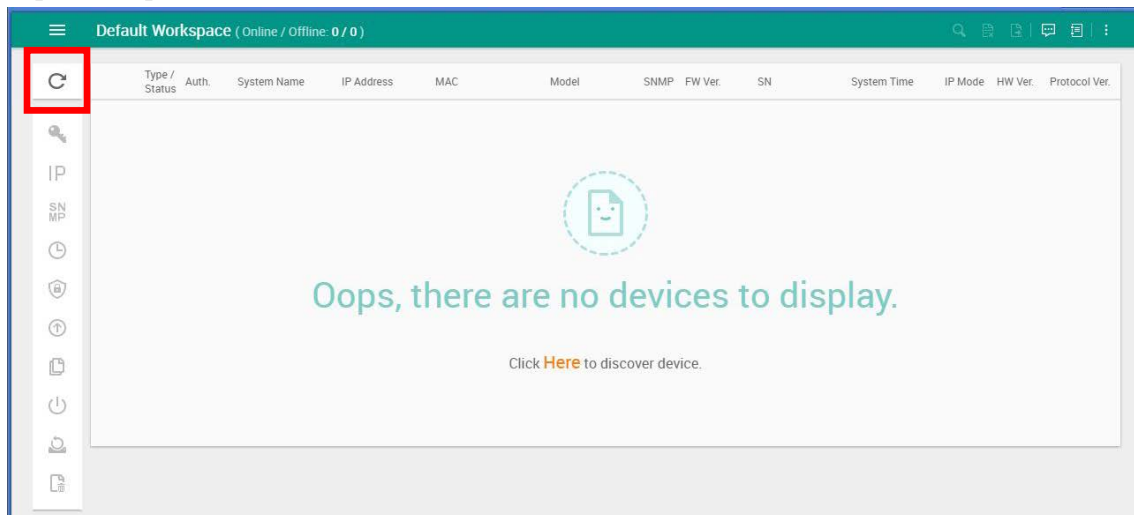 Default Workspace ( Online / Offline: 0 / 0 )
Type / Status Auth. System Name IP Address MAC Model SNMP FW Ver. SN System Time IP Mode HW Ver. Protocol Ver.
IP
SN
MP
Oops, there are no devices to display.
Click Here to discover device.